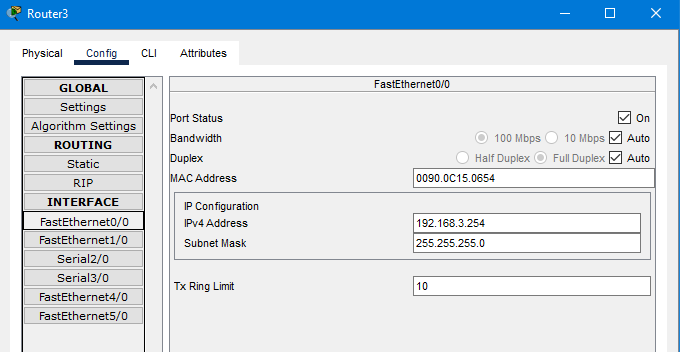 Router3
Physical Config CLI Attributes
GLOBAL
Settings
Algorithm Settings
ROUTING
Static
RIP
INTERFACE
FastEthernet0/0
FastEthernet1/0
Serial2/0
Serial3/0
FastEthernet4/0
FastEthernet5/0
FastEthernet0/0
Port Status On
Bandwidth 100 Mbps 10 Mbps Auto
Duplex Half Duplex Full Duplex Auto
MAC Address 0090.0C15.0654
IP Configuration
IPv4 Address 192.168.3.254
Subnet Mask 255.255.255.0
Tx Ring Limit 10